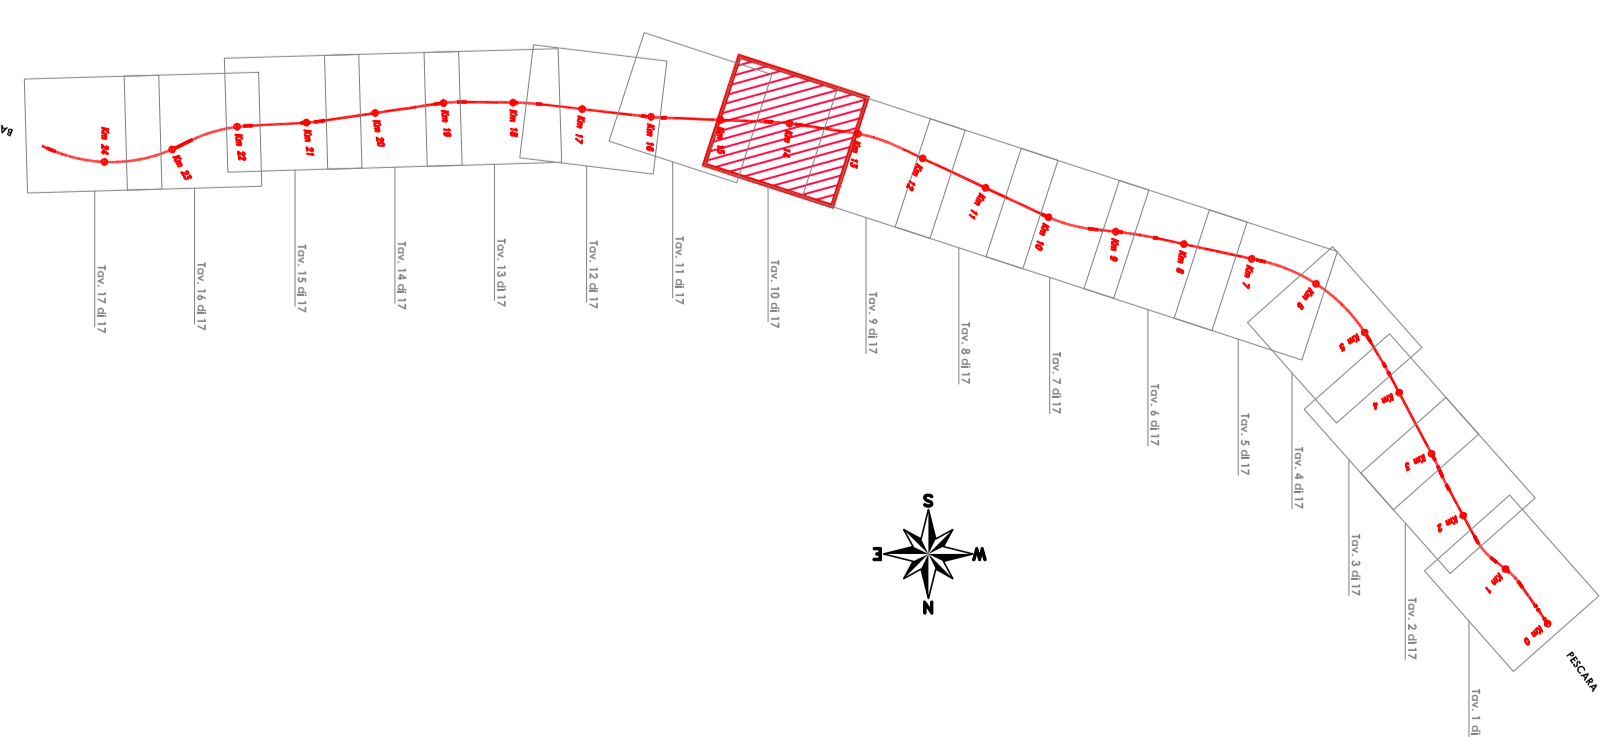 BA
Km 24
Km 23
Km 22
Km 21
Km 20
Km 19
Km 18
Km 17
Km 16
Km 15
Km 14
Km 13
Km 12
Km 11
Km 10
Km 9
Km 8
Km 7
Km 6
Km 5
Km 4
Km 3
Km 2
Km 1
Km 0
Tav. 17 di 17
Tav. 16 di 17
Tav. 15 di 17
Tav. 14 di 17
Tav. 13 di 17
Tav. 12 di 17
Tav. 11 di 17
Tav. 10 di 17
Tav. 9 di 17
Tav. 8 di 17
Tav. 7 di 17
Tav. 6 di 17
Tav. 5 di 17
Tav. 4 di 17
Tav. 3 di 17
Tav. 2 di 17
Tav. 1 di
PESCARA
S
E
W
N